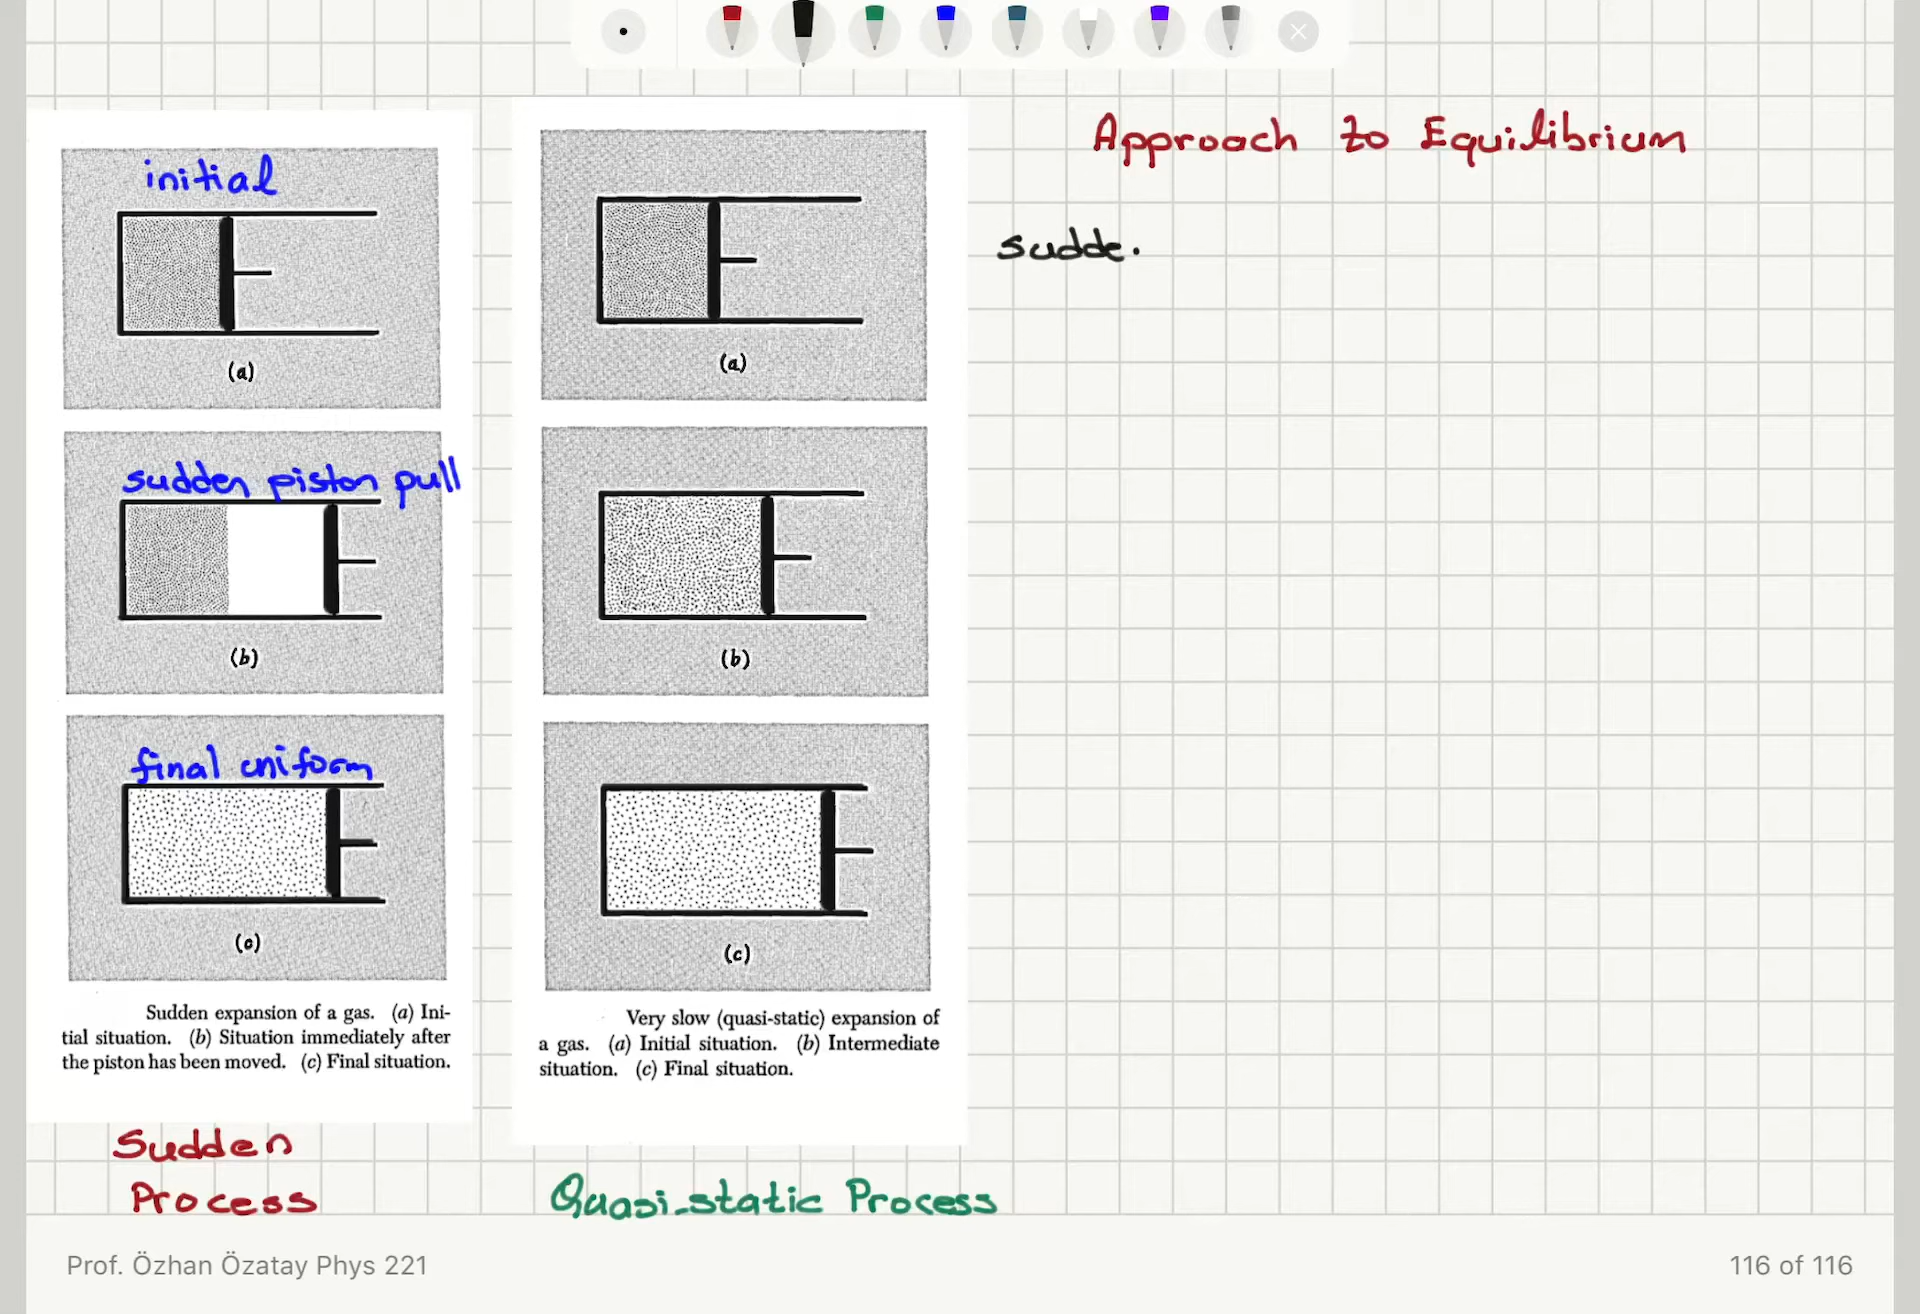 initial
(a)
sudden piston pull
(b)
final uniform
(c)
Sudden expansion of a gas. (a) Ini-
tial situation. (b) Situation immediately after
the piston has been moved. (c) Final situation.
Sudden
Process
(a)
(b)
(c)
Very slow (quasi-static) expansion of
a gas. (a) Initial situation. (b) Intermediate
situation. (c) Final situation.
Quasi-static Process
Approach to Equilibrium
sudde
Prof. Özhan Özatay Phys 221
116 of 116